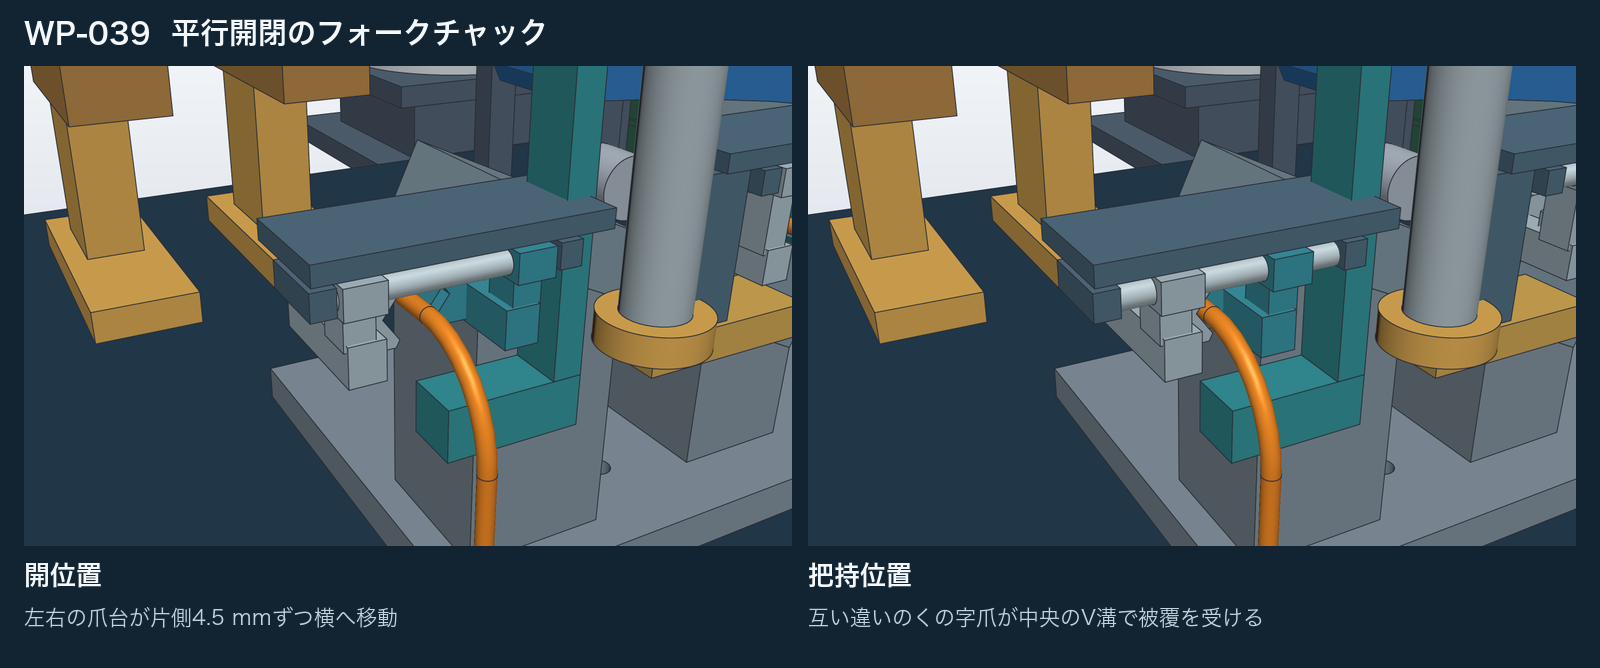 WP-039 平行開閉のフォークチャック
開位置
左右の爪台が片側4.5 mmずつ横へ移動
把持位置
互い違いのくの字爪が中央のV溝で被覆を受ける